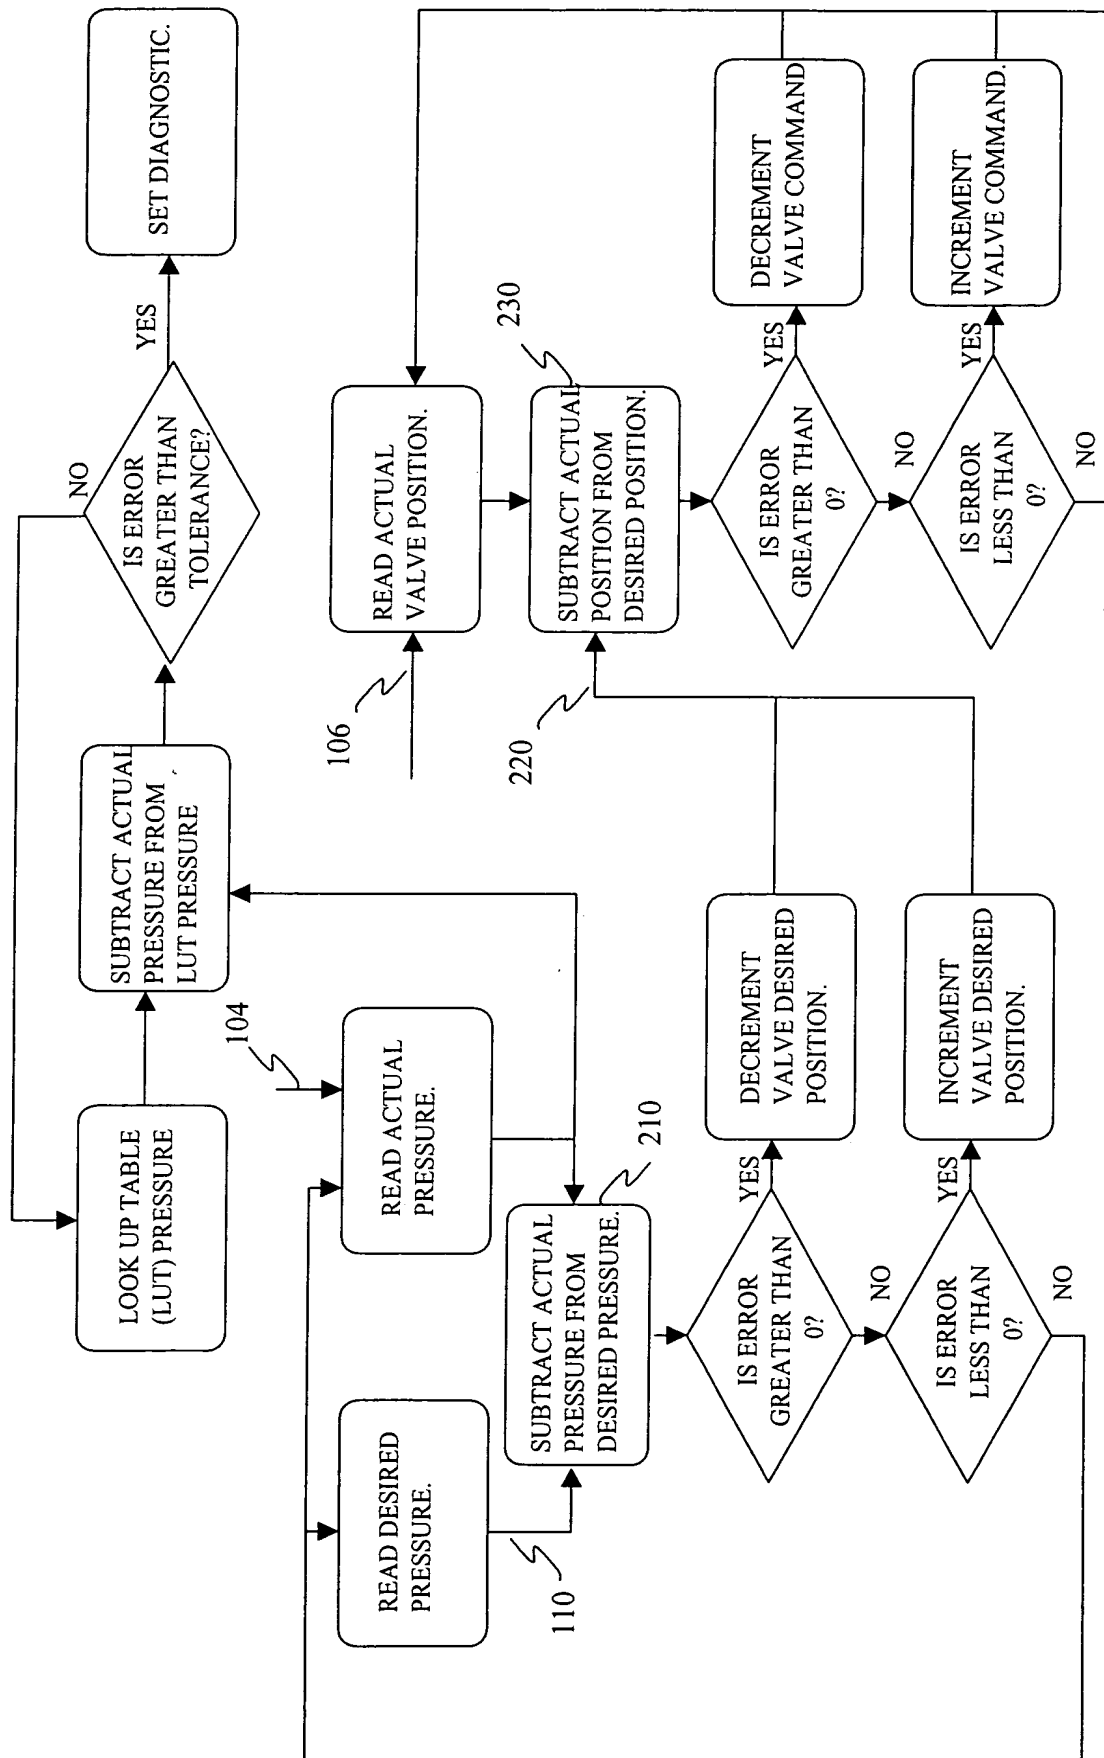 LOOK UP TABLE
(LUT) PRESSURE
SUBTRACT ACTUAL
PRESSURE FROM
LUT PRESSURE
IS ERROR
GREATER THAN
TOLERANCE?
NO
YES
SET DIAGNOSTIC.
READ DESIRED
PRESSURE.
110
104
READ ACTUAL
PRESSURE.
SUBTRACT ACTUAL
PRESSURE FROM
DESIRED PRESSURE.
210
IS ERROR
GREATER THAN
0?
YES
DECREMENT
VALVE DESIRED
POSITION.
NO
IS ERROR
LESS THAN
0?
YES
INCREMENT
VALVE DESIRED
POSITION.
NO
106
READ ACTUAL
VALVE POSITION.
220
SUBTRACT ACTUAL
POSITION FROM
DESIRED POSITION.
230
IS ERROR
GREATER THAN
0?
YES
DECREMENT
VALVE COMMAND
NO
IS ERROR
LESS THAN
0?
YES
INCREMENT
VALVE COMMAND.
NO